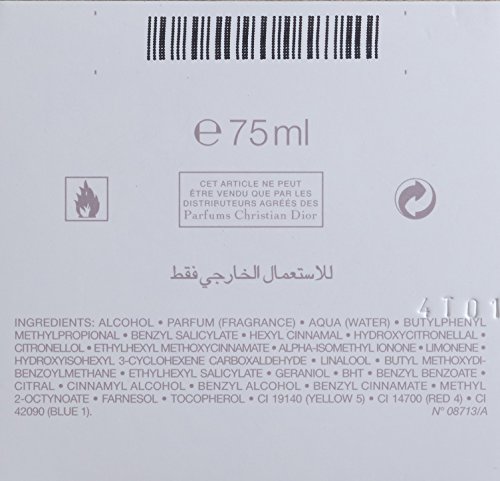 ℮ 75ml
CET ARTICLE NE PEUT
ÊTRE VENDU QUE PAR LES
DISTRIBUTEURS AGRÉÉS DES
Parfums Christian Dior
للاستعمال الخارجي فقط
4T01
INGREDIENTS: ALCOHOL • PARFUM (FRAGRANCE) • AQUA (WATER) • BUTYLPHENYL
METHYLPROPIONAL • BENZYL SALICYLATE • HEXYL CINNAMAL • HYDROXYCITRONELLAL •
CITRONELLOL • ETHYLHEXYL METHOXYCINNAMATE • ALPHA-ISOMETHYL IONONE • LIMONENE •
HYDROXYISOHEXYL 3-CYCLOHEXENE CARBOXALDEHYDE • LINALOOL • BUTYL METHOXYDI-
BENZOYLMETHANE • ETHYLHEXYL SALICYLATE • GERANIOL • BHT • BENZYL BENZOATE •
CITRAL • CINNAMYL ALCOHOL • BENZYL ALCOHOL • BENZYL CINNAMATE • METHYL
2-OCTYNOATE • FARNESOL • TOCOPHEROL • CI 19140 (YELLOW 5) • CI 14700 (RED 4) • CI
42090 (BLUE 1).
N° 08713/A